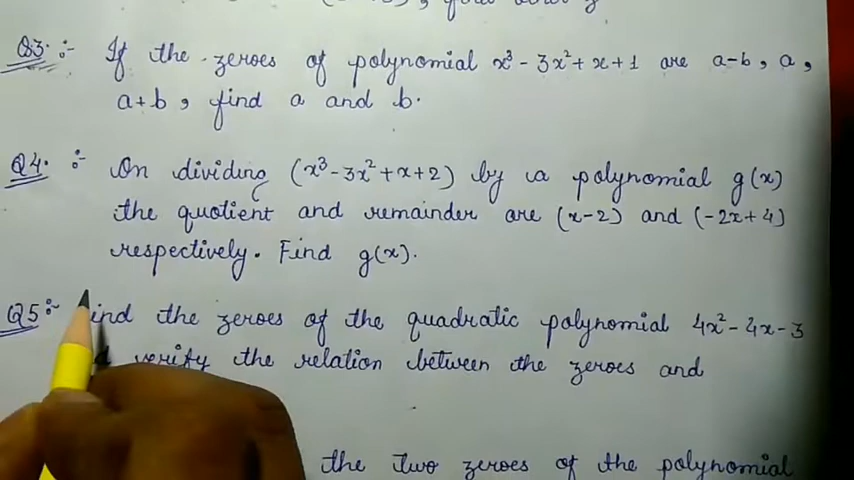 Q3. :- If the zeroes of polynomial x³ - 3x² + x + 1 are a-b, a,
a+b, find a and b.
Q4. :- On dividing (x³ - 3x² + x + 2) by a polynomial g(x)
the quotient and remainder are (x-2) and (-2x+4)
respectively. Find g(x).
Q5 :- ind the zeroes of the quadratic polynomial 4x² - 4x - 3
verify the relation between the zeroes and
the two zeroes of the polynomial